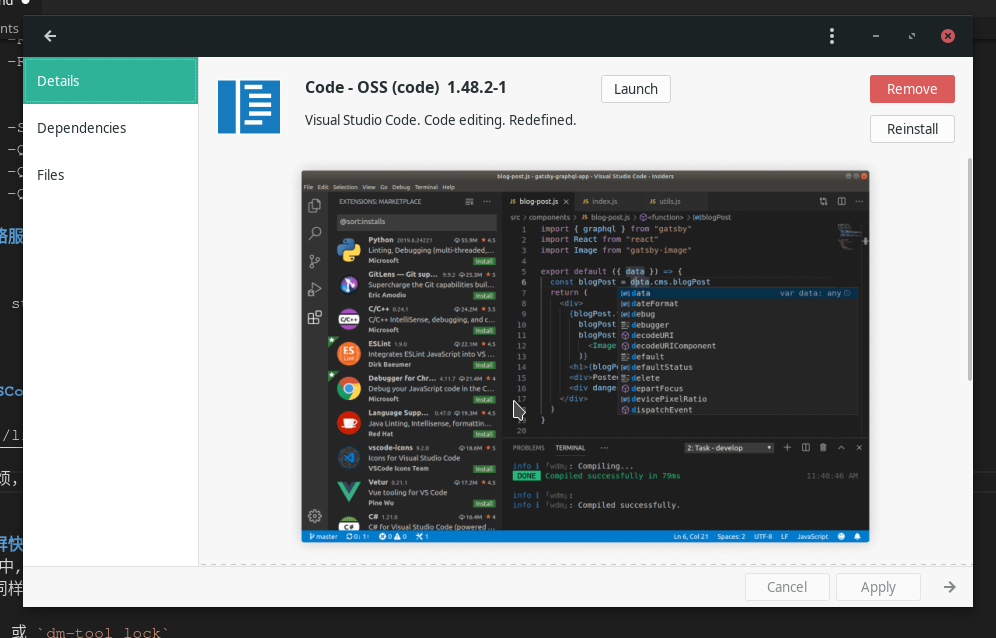 nts
Details
Dependencies
Files
Code - OSS (code) 1.48.2-1
Visual Studio Code. Code editing. Redefined.
Launch
Remove
Reinstall
blog-post.js - gatsby-graphql-app - Visual Studio Code - Insiders
File Edit Selection View Go Debug Terminal Help
EXTENSIONS: MARKETPLACE
@sort:installs
Python 2019.6.24221 55.9M 4.5
Linting, Debugging (multi-threaded,...
Microsoft Install
GitLens — Git sup... 9.9.2 23.3M 5
Supercharge the Git capabilities buil...
Eric Amodio Install
C/C++ 0.24.1 24.2M 3.5
C/C++ IntelliSense, debugging, and c...
Microsoft Install
ESLint 1.9.0 22.1M 4.5
Integrates ESLint JavaScript into VS ...
Dirk Baeumer Install
Debugger for Chr... 4.11.7 21.4M 4
Debug your JavaScript code in the C...
Microsoft Install
Language Supp... 0.47.0 19.3M 4.5
Java Linting, Intellisense, formattin...
Red Hat Install
vscode-icons 9.2.0 18.6M 5
Icons for Visual Studio Code
VSCode Icons Team Install
Vetur 0.21.1 17.2M 4.5
Vue tooling for VS Code
Pine Wu Install
C# 1.21.0 16.4M 4
C# for Visual Studio Code (powered ...
JS blog-post.js JS index.js JS utils.js
src components JS blog-post.js <function> blogPost
1 import { graphql } from "gatsby"
2 import React from "react"
3 import Image from "gatsby-image"
4
5 export default ({ data }) => {
6 const blogPost = data.cms.blogPost
7 return (
8 <div>
9 {blogPost.
10 blogPost
11 blogPost
12 <Image
13 )}
14 <h1>{blogP
15 <div>Poste
16 <div dange
17 </div>
)
19 }
20
data var data: any
dateFormat
debug
debugger
decodeURI
decodeURIComponent
default
defaultStatus
delete
departFocus
devicePixelRatio
dispatchEvent
PROBLEMS TERMINAL ··· 2: Task - develop
info i ｢wdm｣: Compiling...
DONE Compiled successfully in 79ms 11:40:46 AM
info i ｢wdm｣:
info i ｢wdm｣: Compiled successfully.
master 0↓ 1↑ 0 0 1 Ln 6, Col 21 Spaces: 2 UTF-8 LF JavaScript
Cancel
Apply
或 `dm-tool lock`